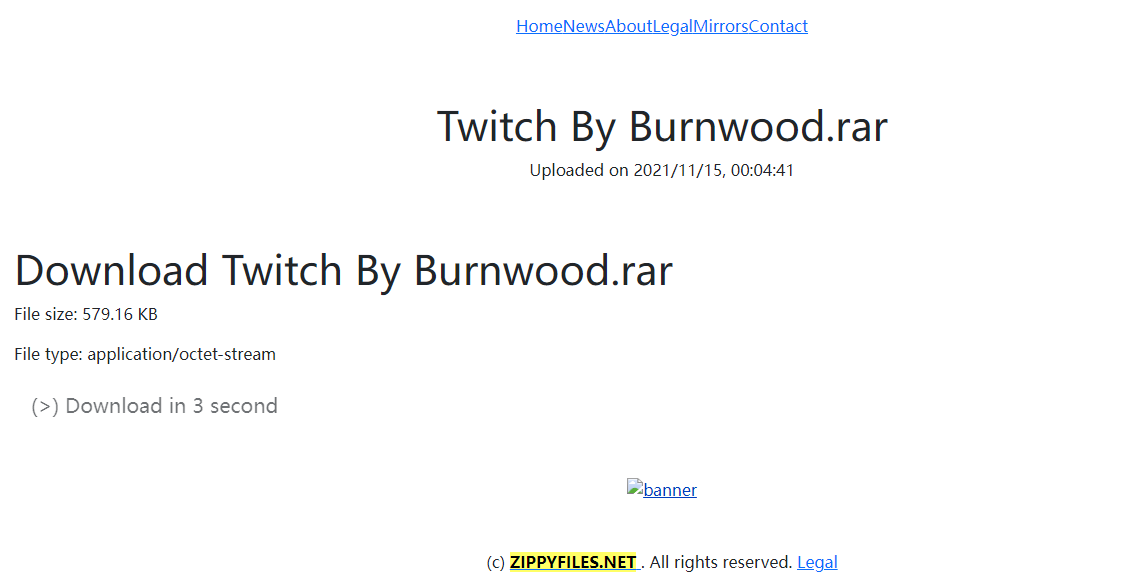 HomeNewsAboutLegalMirrorsContact
Twitch By Burnwood.rar
Uploaded on 2021/11/15, 00:04:41
Download Twitch By Burnwood.rar
File size: 579.16 KB
File type: application/octet-stream
(>) Download in 3 second
banner
(c) ZIPPYFILES.NET . All rights reserved. Legal